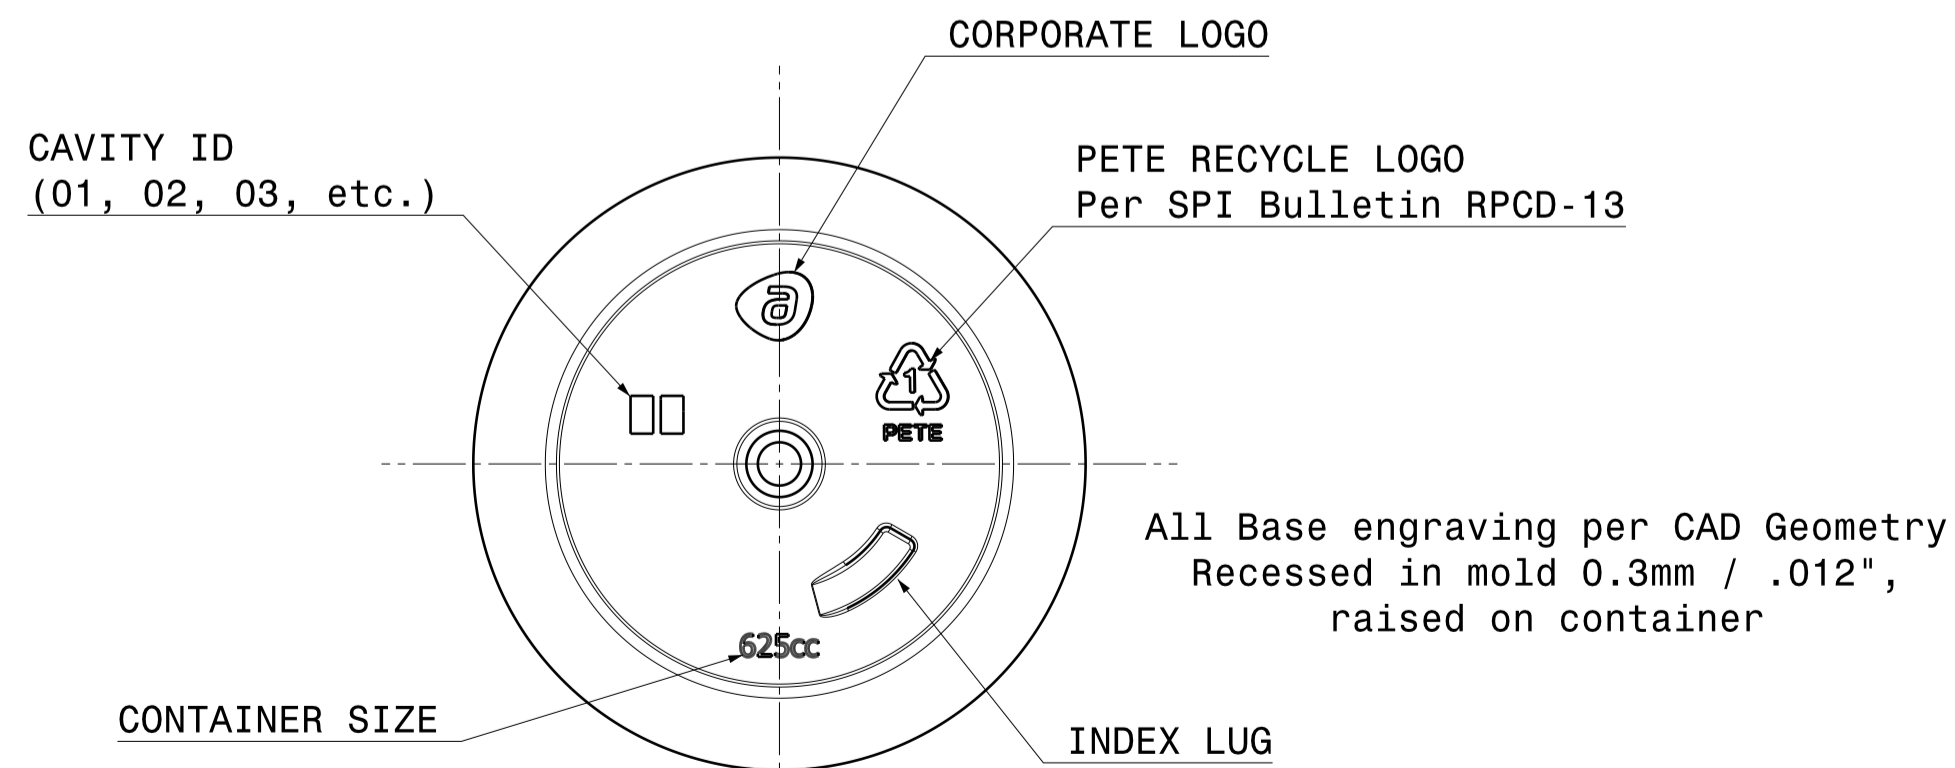 CORPORATE LOGO
CAVITY ID
(01, 02, 03, etc.)
PETE RECYCLE LOGO
Per SPI Bulletin RPCD-13
a
1
PETE
All Base engraving per CAD Geometry
Recessed in mold 0.3mm / .012",
raised on container
625cc
CONTAINER SIZE
INDEX LUG